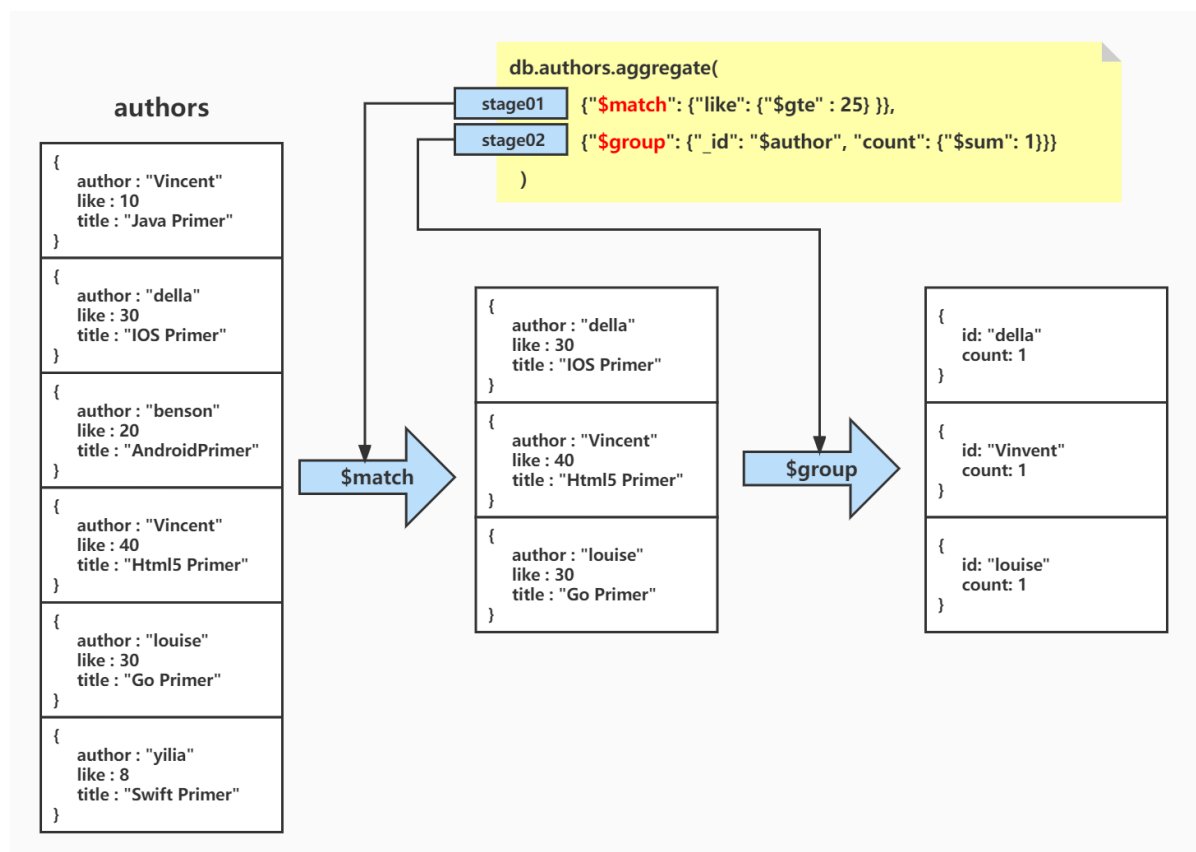 db.authors.aggregate(
stage01 {"$match": {"like": {"$gte" : 25} }},
stage02 {"$group": {"_id": "$author", "count": {"$sum": 1}}}
)
authors
{
author : "Vincent"
like : 10
title : "Java Primer"
}
{
author : "della"
like : 30
title : "IOS Primer"
}
{
author : "benson"
like : 20
title : "AndroidPrimer"
}
{
author : "Vincent"
like : 40
title : "Html5 Primer"
}
{
author : "louise"
like : 30
title : "Go Primer"
}
{
author : "yilia"
like : 8
title : "Swift Primer"
}
$match
{
author : "della"
like : 30
title : "IOS Primer"
}
{
author : "Vincent"
like : 40
title : "Html5 Primer"
}
{
author : "louise"
like : 30
title : "Go Primer"
}
$group
{
id: "della"
count: 1
}
{
id: "Vinvent"
count: 1
}
{
id: "louise"
count: 1
}